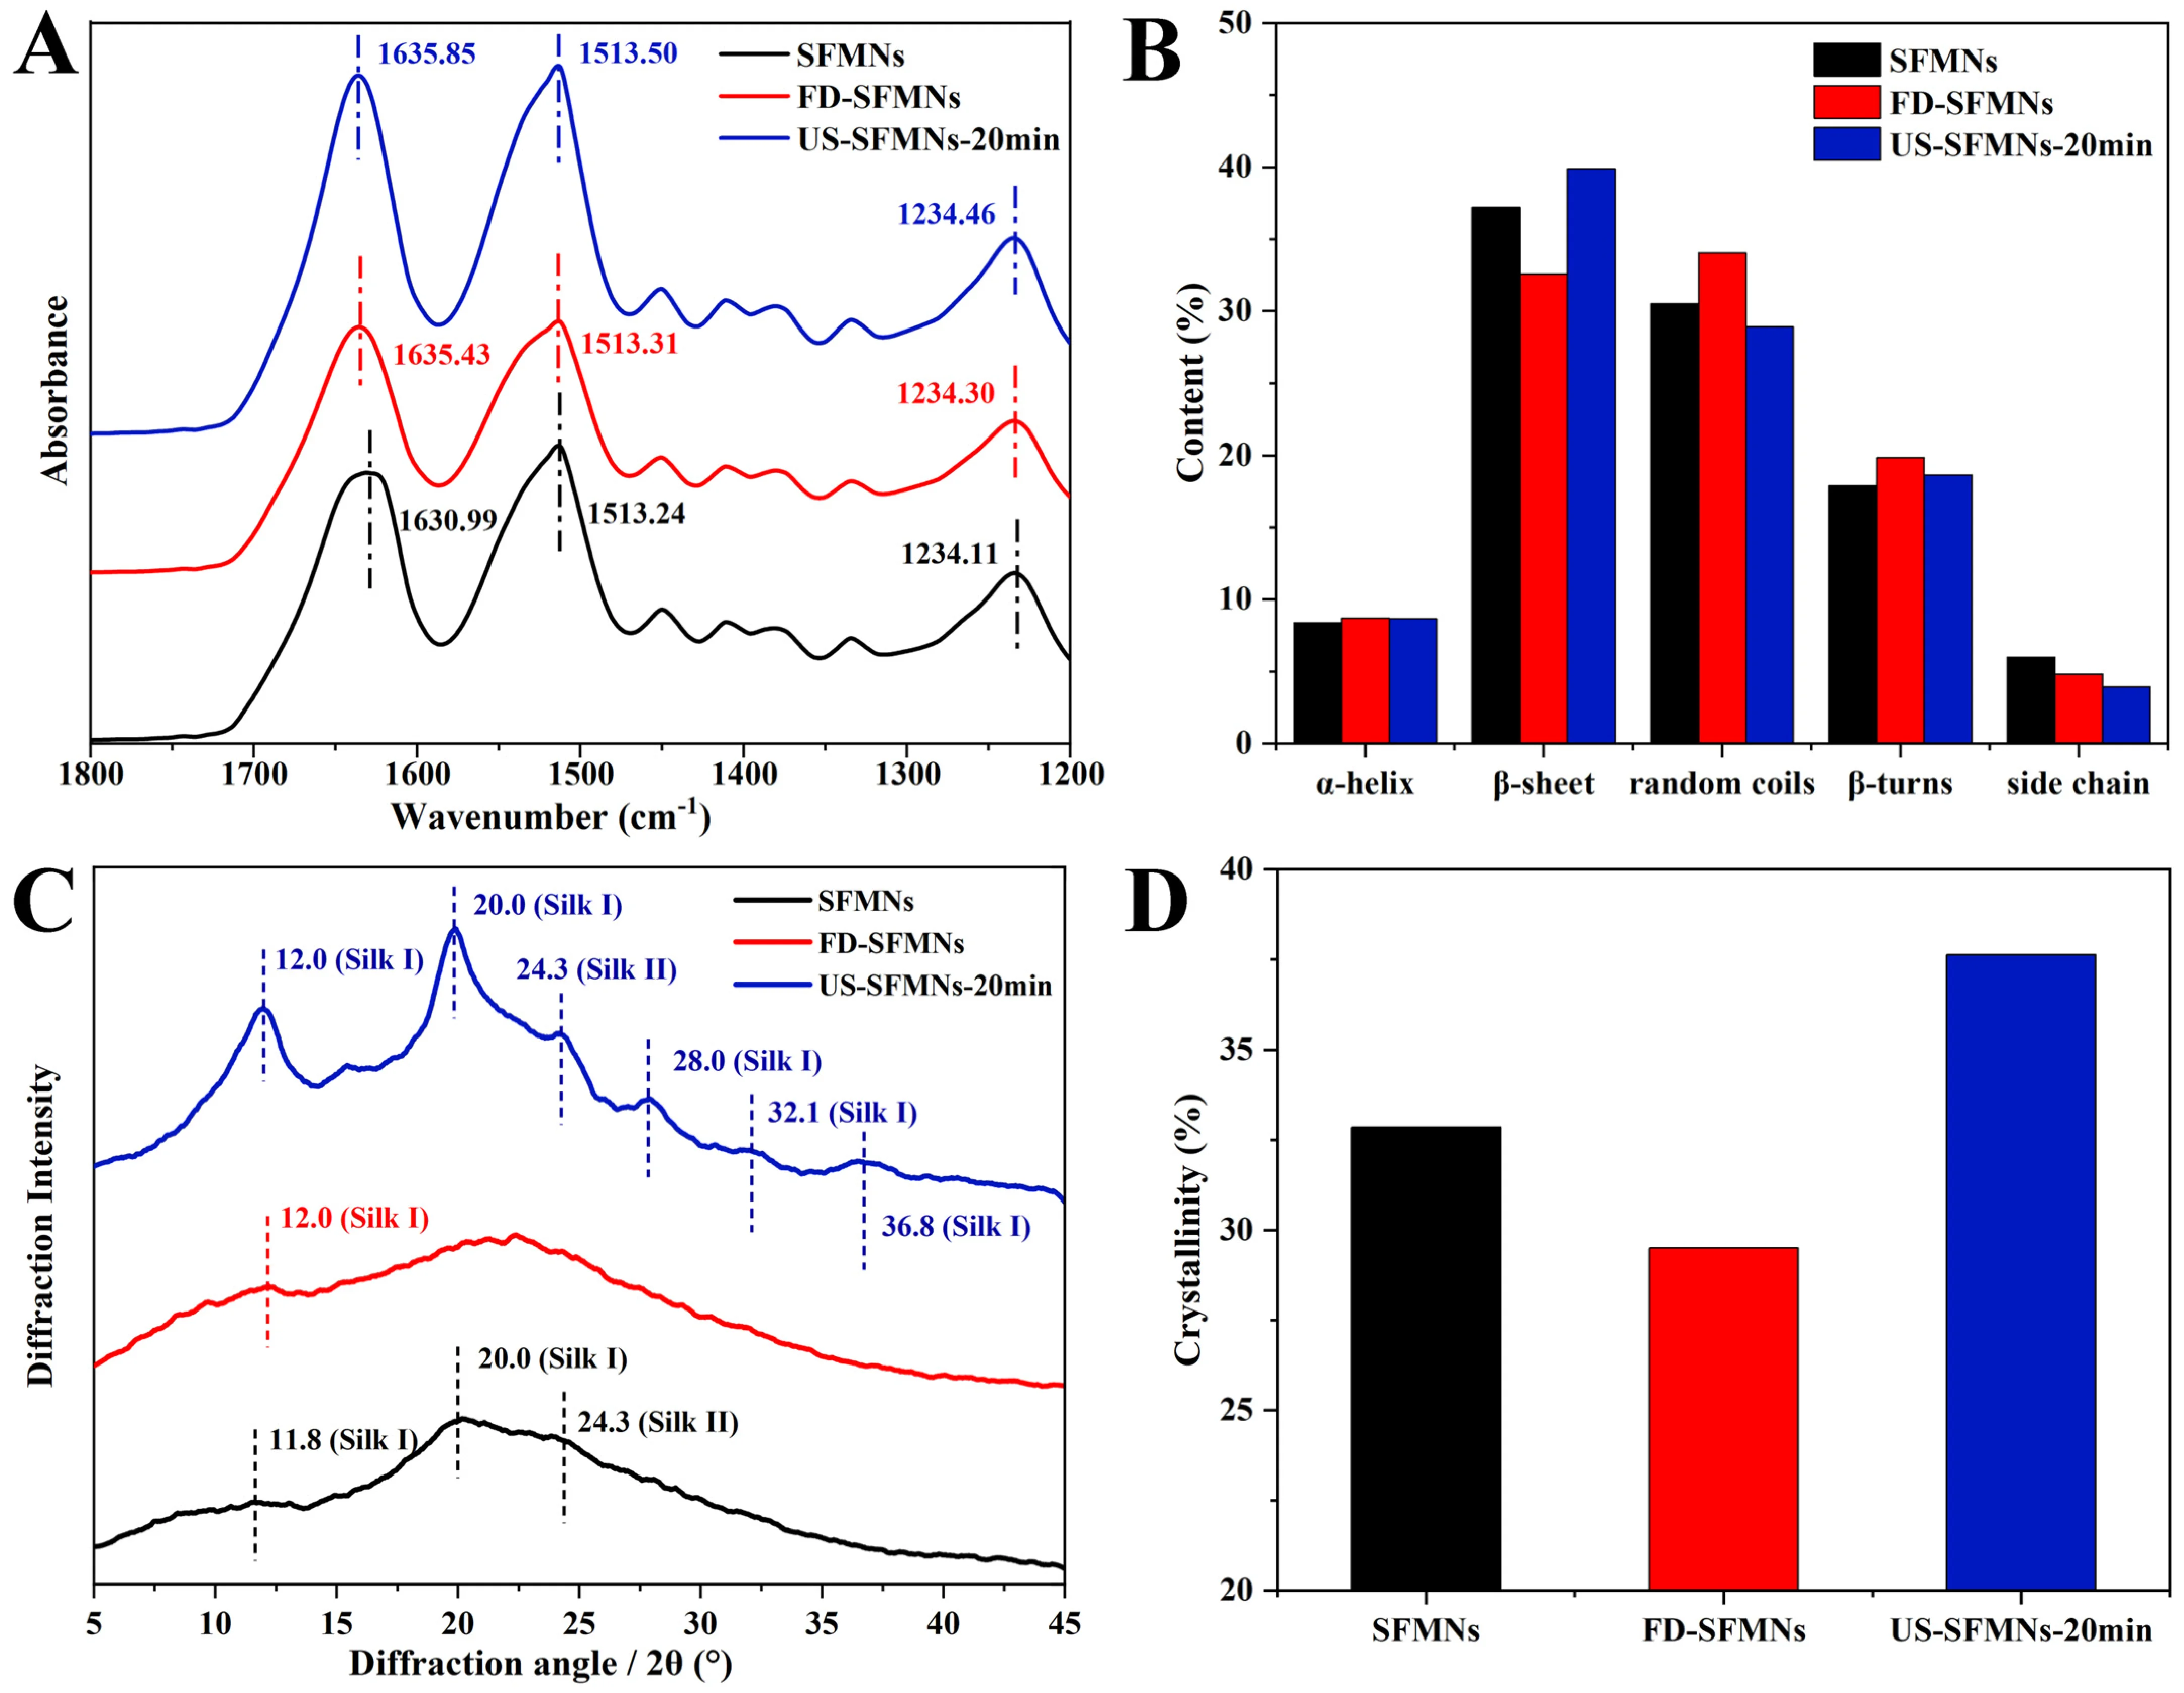 A
1635.85
1513.50
SFMNs
FD-SFMNs
US-SFMNs-20min
1234.46
1635.43
1513.31
1234.30
1630.99
1513.24
1234.11
Absorbance
1800 1700 1600 1500 1400 1300 1200
Wavenumber (cm-1)
B
50
40
30
20
10
0
Content (%)
SFMNs
FD-SFMNs
US-SFMNs-20min
α-helix β-sheet random coils β-turns side chain
C
20.0 (Silk I)
12.0 (Silk I)
24.3 (Silk II)
SFMNs
FD-SFMNs
US-SFMNs-20min
28.0 (Silk I)
32.1 (Silk I)
36.8 (Silk I)
12.0 (Silk I)
20.0 (Silk I)
11.8 (Silk I)
24.3 (Silk II)
Diffraction Intensity
5 10 15 20 25 30 35 40 45
Diffraction angle / 2θ (°)
D
40
35
30
25
20
Crystallinity (%)
SFMNs FD-SFMNs US-SFMNs-20min